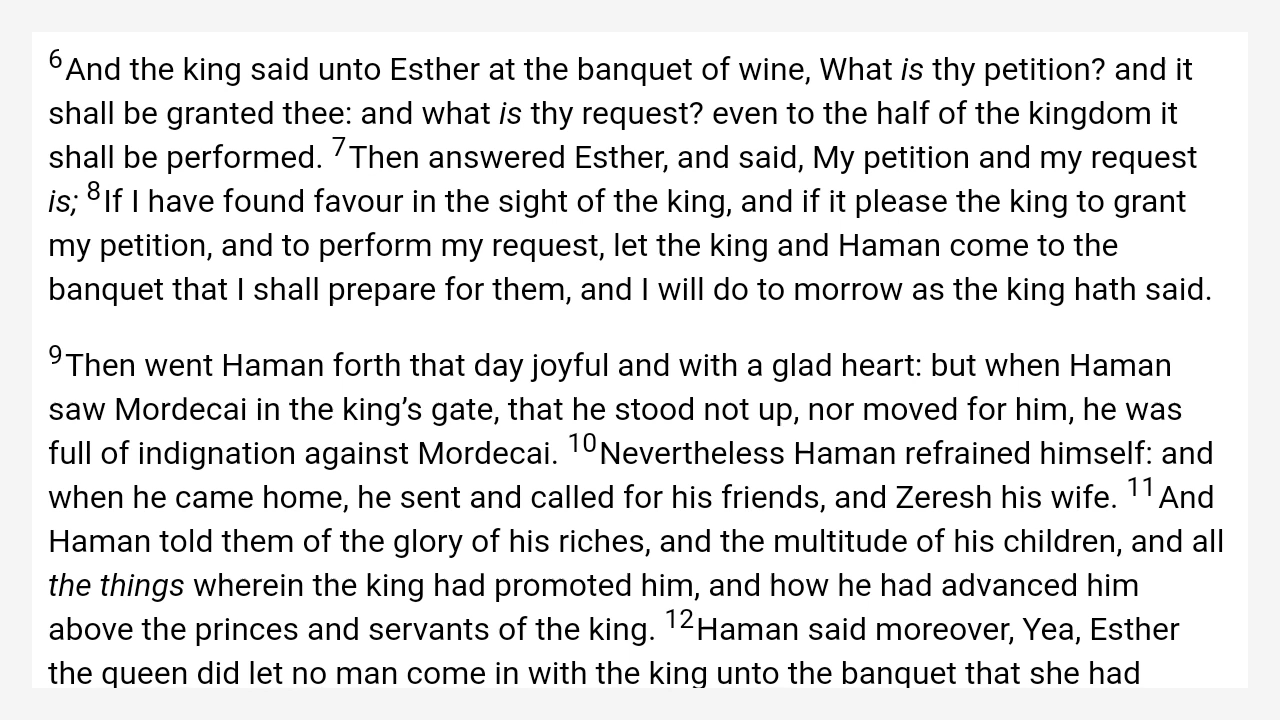 6And the king said unto Esther at the banquet of wine, What is thy petition? and it
shall be granted thee: and what is thy request? even to the half of the kingdom it
shall be performed. 7Then answered Esther, and said, My petition and my request
is; 8If I have found favour in the sight of the king, and if it please the king to grant
my petition, and to perform my request, let the king and Haman come to the
banquet that I shall prepare for them, and I will do to morrow as the king hath said.
9Then went Haman forth that day joyful and with a glad heart: but when Haman
saw Mordecai in the king’s gate, that he stood not up, nor moved for him, he was
full of indignation against Mordecai. 10Nevertheless Haman refrained himself: and
when he came home, he sent and called for his friends, and Zeresh his wife. 11And
Haman told them of the glory of his riches, and the multitude of his children, and all
the things wherein the king had promoted him, and how he had advanced him
above the princes and servants of the king. 12Haman said moreover, Yea, Esther
the queen did let no man come in with the king unto the banquet that she had